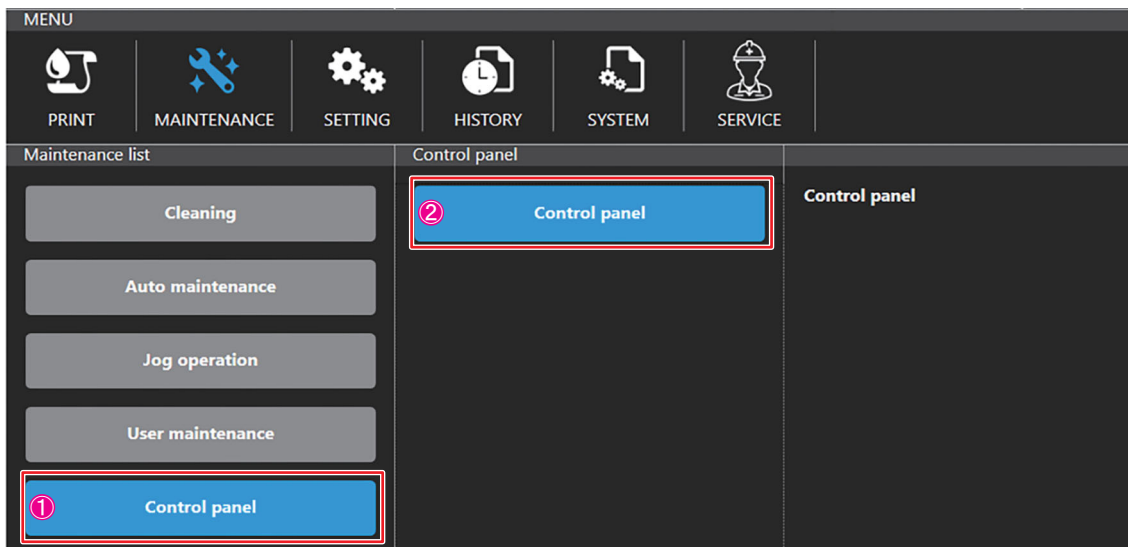 MENU
PRINT MAINTENANCE SETTING HISTORY SYSTEM SERVICE
Maintenance list Control panel
Cleaning ② Control panel Control panel
Auto maintenance
Jog operation
User maintenance
① Control panel